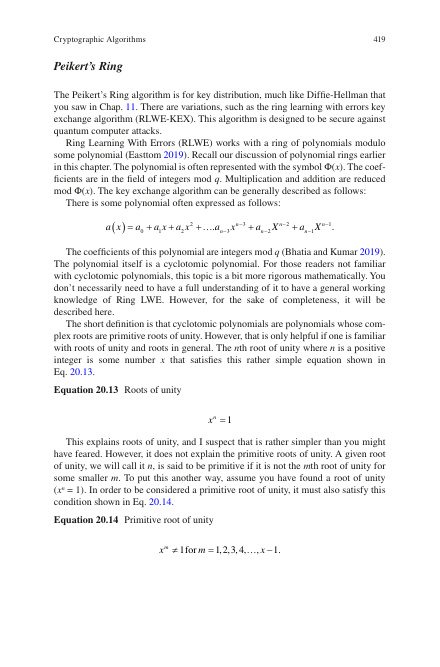 Cryptographic Algorithms 419
Peikert's Ring
The Peikert's Ring algorithm is for key distribution, much like Diffie-Hellman that
you saw in Chap. 11. There are variations, such as the ring learning with errors key
exchange algorithm (RLWE-KEX). This algorithm is designed to be secure against
quantum computer attacks.
Ring Learning With Errors (RLWE) works with a ring of polynomials modulo
some polynomial (Easttom 2019). Recall our discussion of polynomial rings earlier
in this chapter. The polynomial is often represented with the symbol Φ(x). The coef-
ficients are in the field of integers mod q. Multiplication and addition are reduced
mod Φ(x). The key exchange algorithm can be generally described as follows:
There is some polynomial often expressed as follows:
a(x) = a₀ + a₁x + a₂x² + ….aₙ₋₃xⁿ⁻³ + aₙ₋₂Xⁿ⁻² + aₙ₋₁Xⁿ⁻¹.
The coefficients of this polynomial are integers mod q (Bhatia and Kumar 2019).
The polynomial itself is a cyclotomic polynomial. For those readers not familiar
with cyclotomic polynomials, this topic is a bit more rigorous mathematically. You
don't necessarily need to have a full understanding of it to have a general working
knowledge of Ring LWE. However, for the sake of completeness, it will be
described here.
The short definition is that cyclotomic polynomials are polynomials whose com-
plex roots are primitive roots of unity. However, that is only helpful if one is familiar
with roots of unity and roots in general. The nth root of unity where n is a positive
integer is some number x that satisfies this rather simple equation shown in
Eq. 20.13.
Equation 20.13 Roots of unity
xⁿ = 1
This explains roots of unity, and I suspect that is rather simpler than you might
have feared. However, it does not explain the primitive roots of unity. A given root
of unity, we will call it n, is said to be primitive if it is not the mth root of unity for
some smaller m. To put this another way, assume you have found a root of unity
(xⁿ = 1). In order to be considered a primitive root of unity, it must also satisfy this
condition shown in Eq. 20.14.
Equation 20.14 Primitive root of unity
xᵐ ≠ 1 for m = 1,2,3,4,…,x − 1.